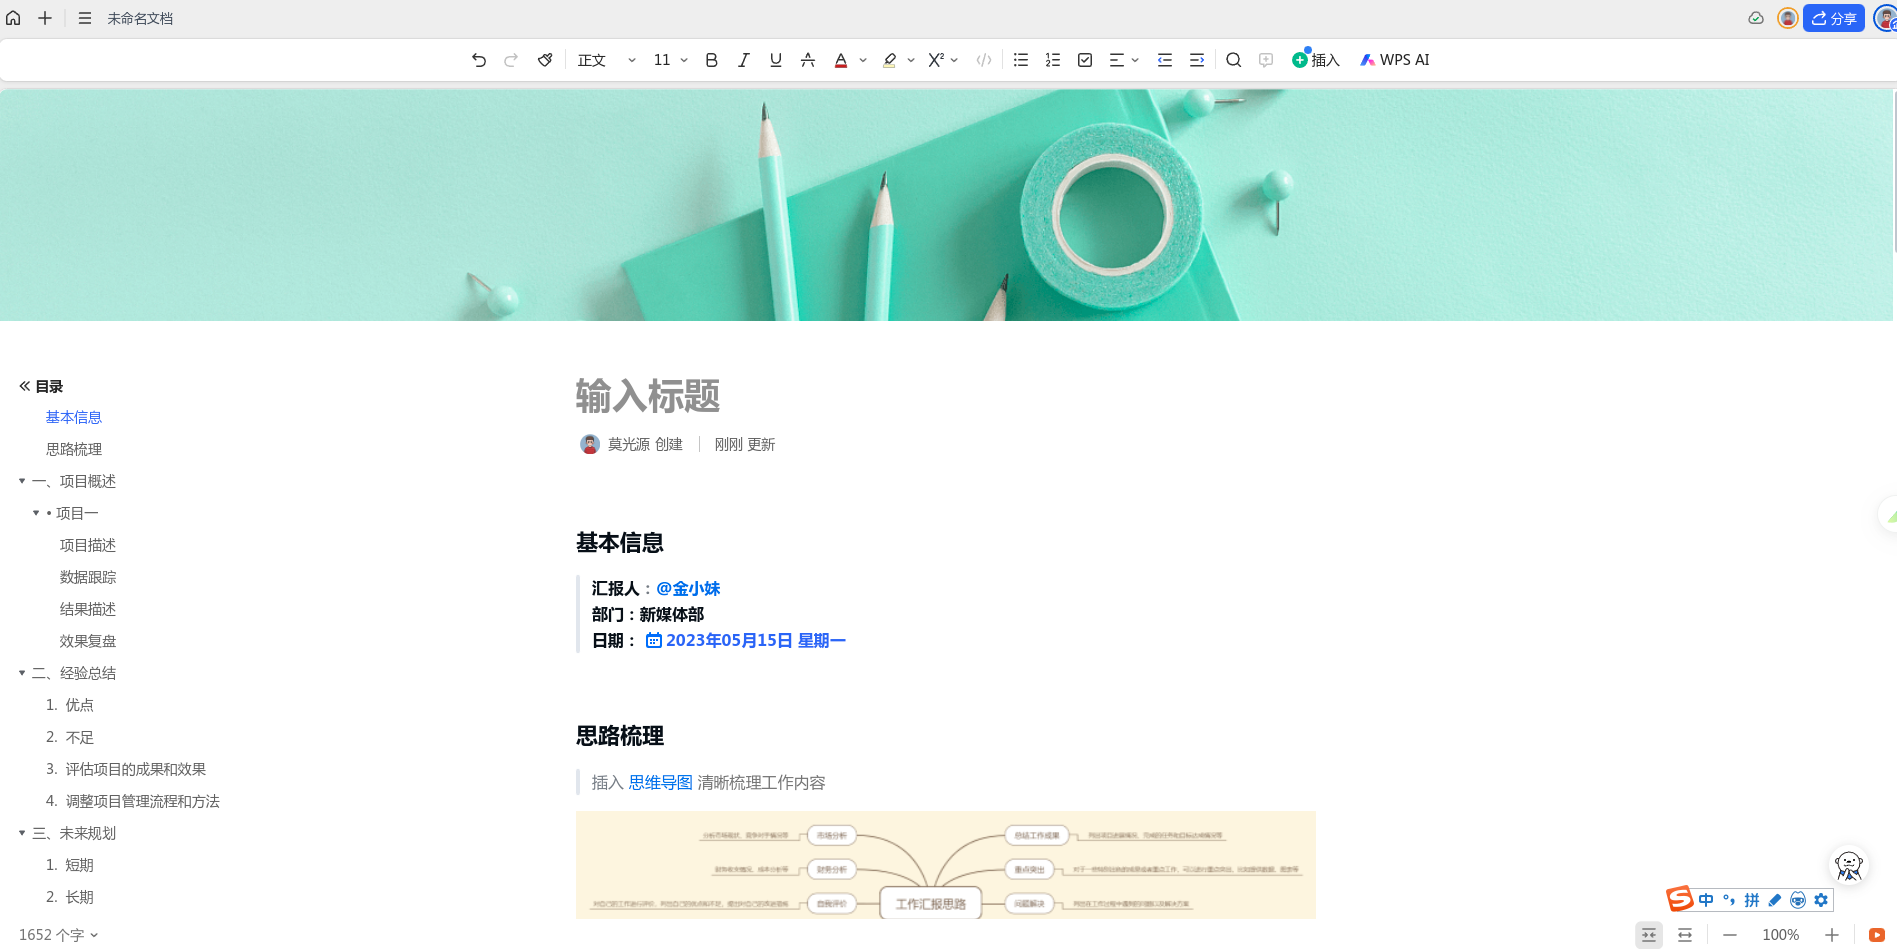 未命名文档
分享
正文
11
插入
WPS AI
目录
基本信息
思路梳理
一、项目概述
• 项目一
项目描述
数据跟踪
结果描述
效果复盘
二、经验总结
1. 优点
2. 不足
3. 评估项目的成果和效果
4. 调整项目管理流程和方法
三、未来规划
1. 短期
2. 长期
1652 个字
输入标题
莫光源 创建 刚刚 更新
基本信息
汇报人：@金小妹
部门：新媒体部
日期： 2023年05月15日 星期一
思路梳理
插入 思维导图 清晰梳理工作内容
市场分析
财务分析
自我评价
工作汇报思路
总结工作成果
重点突出
问题解决
中
拼
100%